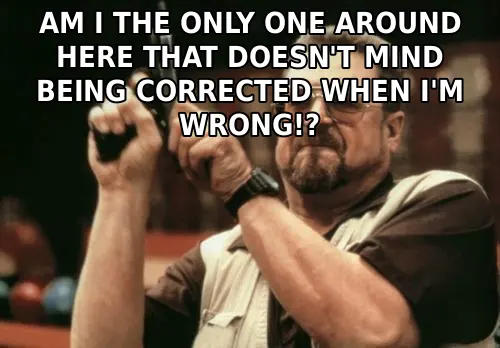 AM I THE ONLY ONE AROUND
HERE THAT DOESN'T MIND
BEING CORRECTED WHEN I'M
WRONG!?